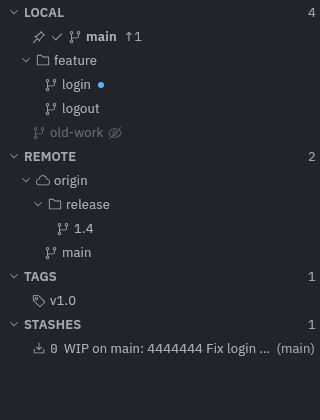 LOCAL 4
main ↑1
feature
login
logout
old-work
REMOTE 2
origin
release
1.4
main
TAGS 1
v1.0
STASHES 1
0 WIP on main: 4444444 Fix login ... (main)